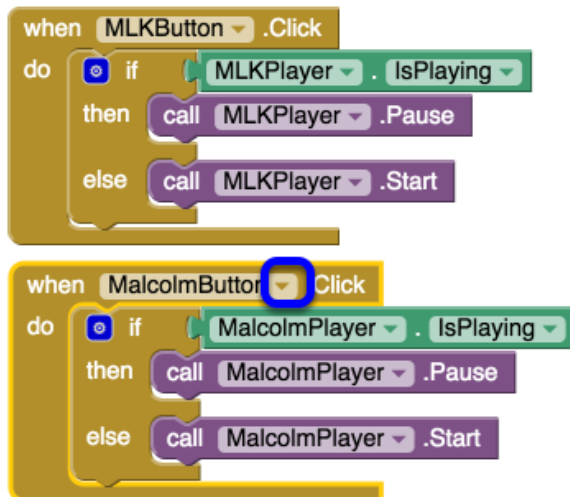 when MLKButton .Click
do if MLKPlayer . IsPlaying
then call MLKPlayer .Pause
else call MLKPlayer .Start
when MalcolmButton .Click
do if MalcolmPlayer . IsPlaying
then call MalcolmPlayer .Pause
else call MalcolmPlayer .Start